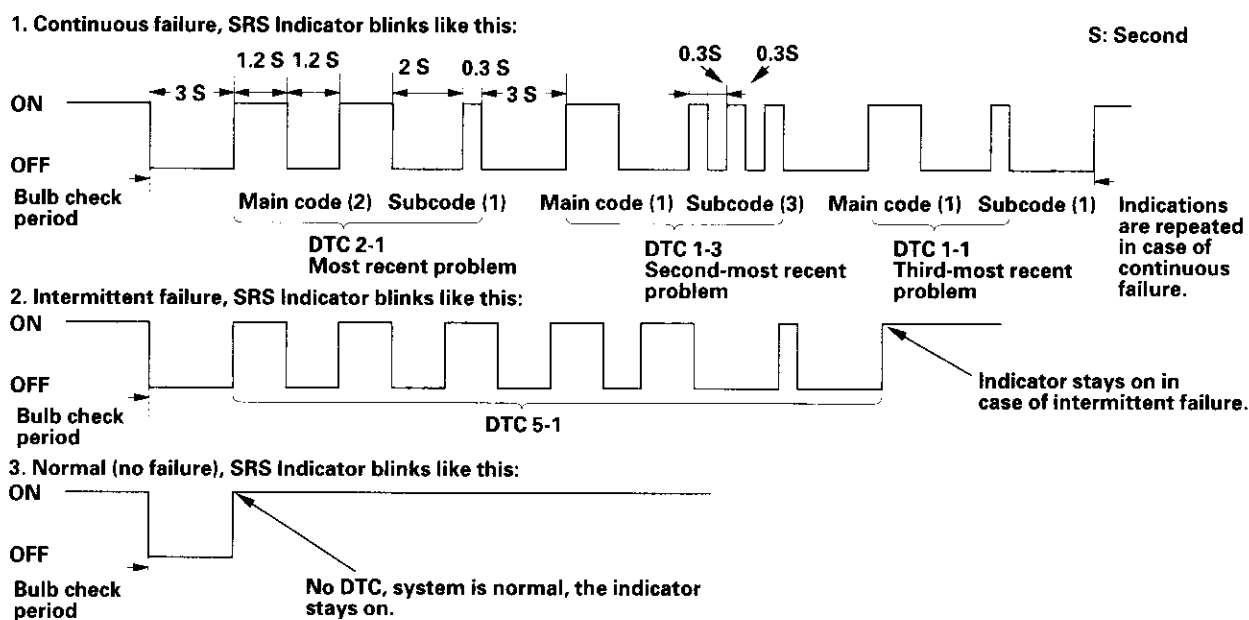 1. Continuous failure, SRS Indicator blinks like this:
S: Second
1.2 S 1.2 S 2 S 0.3 S 0.3S 0.3S
3 S 3 S
ON
OFF
Bulb check
period
Main code (2) Subcode (1) Main code (1) Subcode (3) Main code (1) Subcode (1)
DTC 2-1
Most recent problem
DTC 1-3
Second-most recent
problem
DTC 1-1
Third-most recent
problem
Indications
are repeated
in case of
continuous
failure.
2. Intermittent failure, SRS Indicator blinks like this:
ON
OFF
Bulb check
period
DTC 5-1
Indicator stays on in
case of intermittent failure.
3. Normal (no failure), SRS Indicator blinks like this:
ON
OFF
Bulb check
period
No DTC, system is normal, the indicator
stays on.